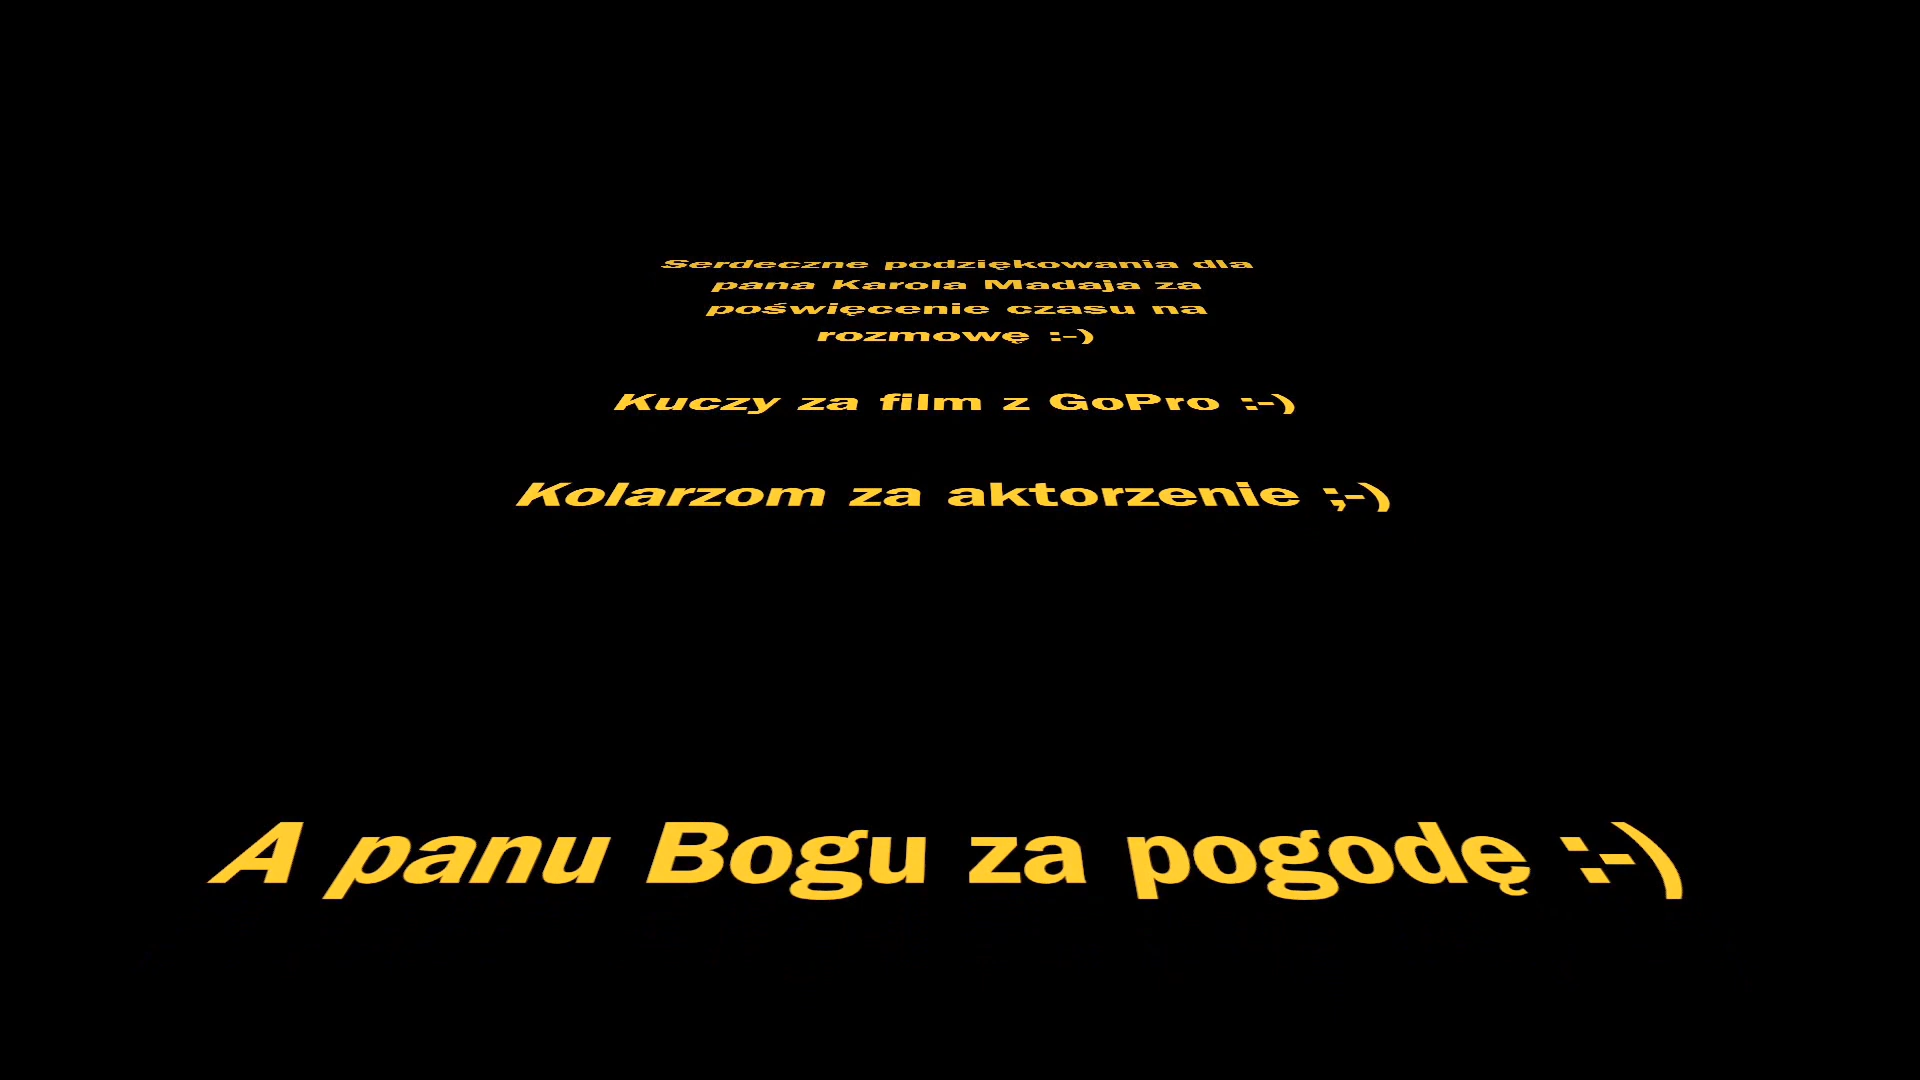 Serdeczne podziękowania dla
pana Karola Madaja za
poświęcenie czasu na
rozmowę :-)
Kuczy za film z GoPro :-)
Kolarzom za aktorzenie ;-)
A panu Bogu za pogodę :-)